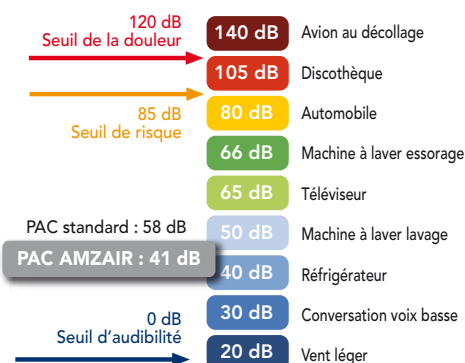 120 dB
Seuil de la douleur
140 dB Avion au décollage
105 dB Discothèque
85 dB
Seuil de risque
80 dB Automobile
66 dB Machine à laver essorage
65 dB Téléviseur
PAC standard : 58 dB
50 dB Machine à laver lavage
PAC AMZAIR : 41 dB
40 dB Réfrigérateur
30 dB Conversation voix basse
0 dB
Seuil d'audibilité
20 dB Vent léger